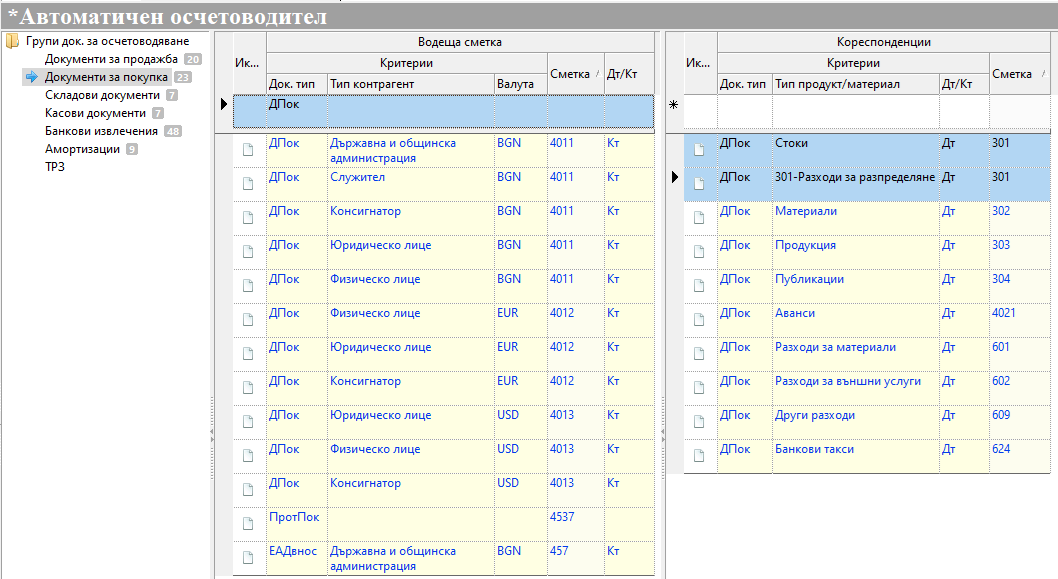 *Автоматичен осчетоводител
Групи док. за осчетоводяване
Документи за продажба 20
Документи за покупка 23
Складови документи 7
Касови документи 7
Банкови извлечения 48
Амортизации 9
ТРЗ
Водеща сметка
Ик... Критерии Сметка / Дт/Кт
Док. тип Тип контрагент Валута
ДПок
ДПок Държавна и общинска BGN 4011 Кт
администрация
ДПок Служител BGN 4011 Кт
ДПок Консигнатор BGN 4011 Кт
ДПок Юридическо лице BGN 4011 Кт
ДПок Физическо лице BGN 4011 Кт
ДПок Физическо лице EUR 4012 Кт
ДПок Юридическо лице EUR 4012 Кт
ДПок Консигнатор EUR 4012 Кт
ДПок Юридическо лице USD 4013 Кт
ДПок Физическо лице USD 4013 Кт
ДПок Консигнатор USD 4013 Кт
ПротПок 4537
ЕАДвнос Държавна и общинска BGN 457 Кт
администрация
Кореспонденции
Ик... Критерии Сметка /
Док. тип Тип продукт/материал Дт/Кт
*
ДПок Стоки Дт 301
ДПок 301-Разходи за разпределяне Дт 301
ДПок Материали Дт 302
ДПок Продукция Дт 303
ДПок Публикации Дт 304
ДПок Аванси Дт 4021
ДПок Разходи за материали Дт 601
ДПок Разходи за външни услуги Дт 602
ДПок Други разходи Дт 609
ДПок Банкови такси Дт 624